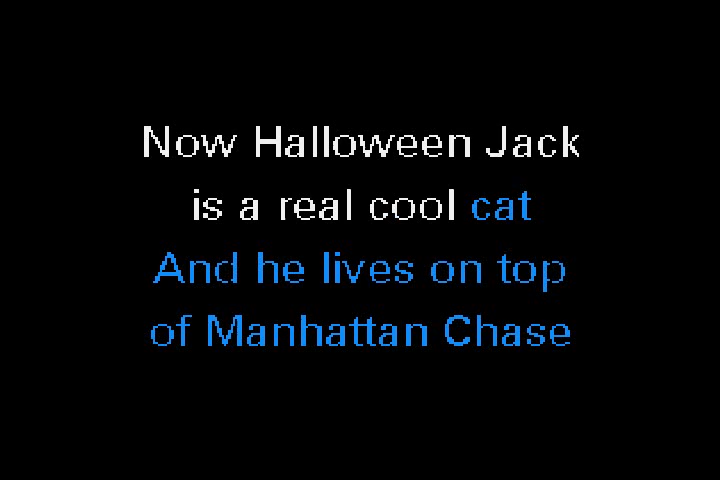 Now Halloween Jack
is a real cool cat
And he lives on top
of Manhattan Chase